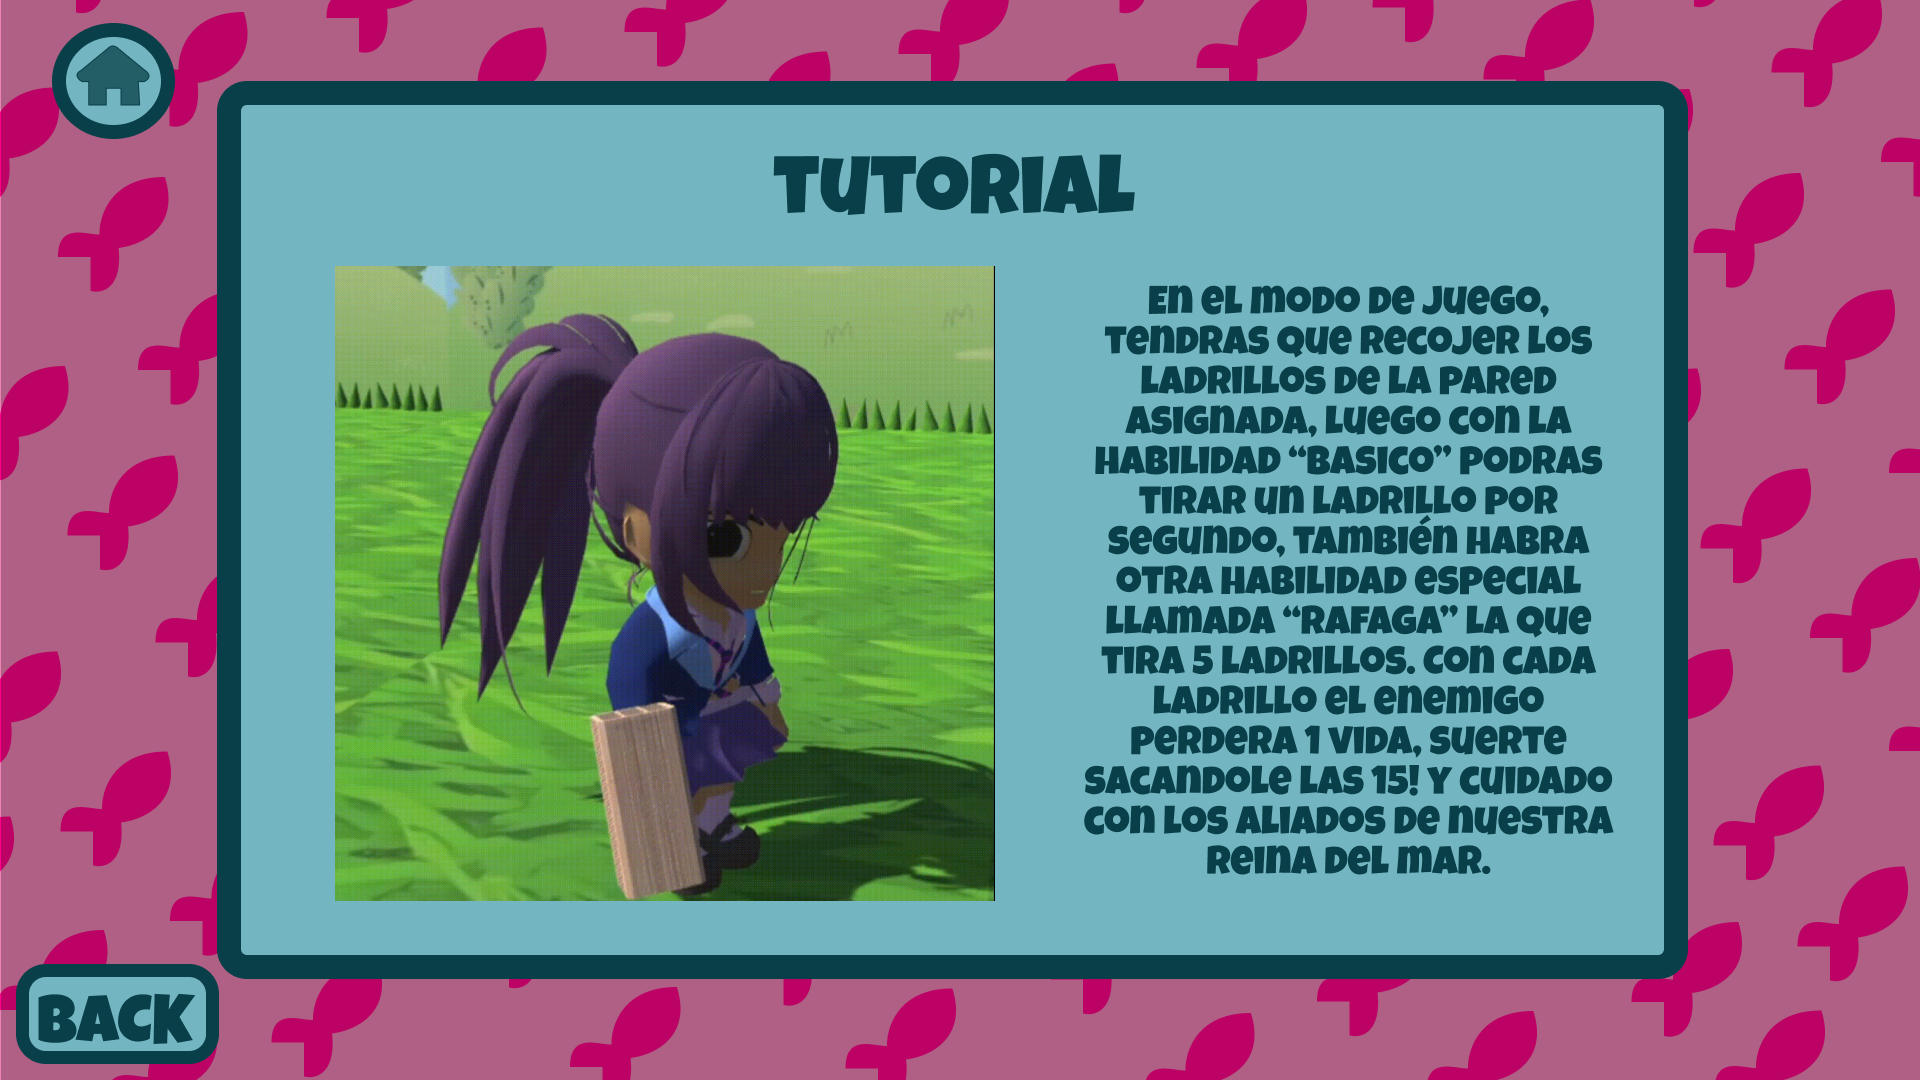 TUTORIAL
En el modo de juego,
tendras que recojer los
ladrillos de la pared
asignada, luego con la
habilidad “BASICO” podras
tirar un ladrillo por
segundo, también habra
otra habilidad especial
llamada “RAFAGA” la que
tira 5 ladrillos. Con cada
ladrillo el enemigo
perdera 1 vida, suerte
sacandole las 15! Y cuidado
con los aliados de nuestra
reina del mar.
BACK